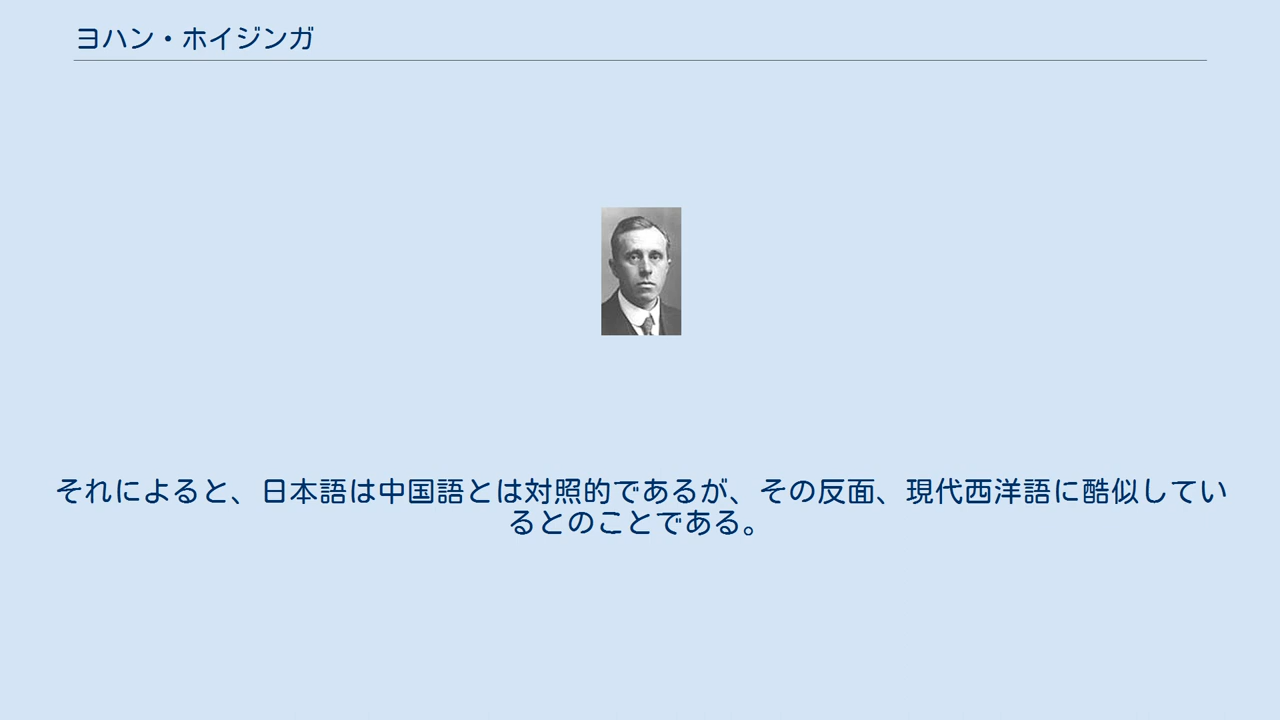 ヨハン・ホイジンガ
それによると、日本語は中国語とは対照的であるが、その反面、現代西洋語に酷似してい
るとのことである。